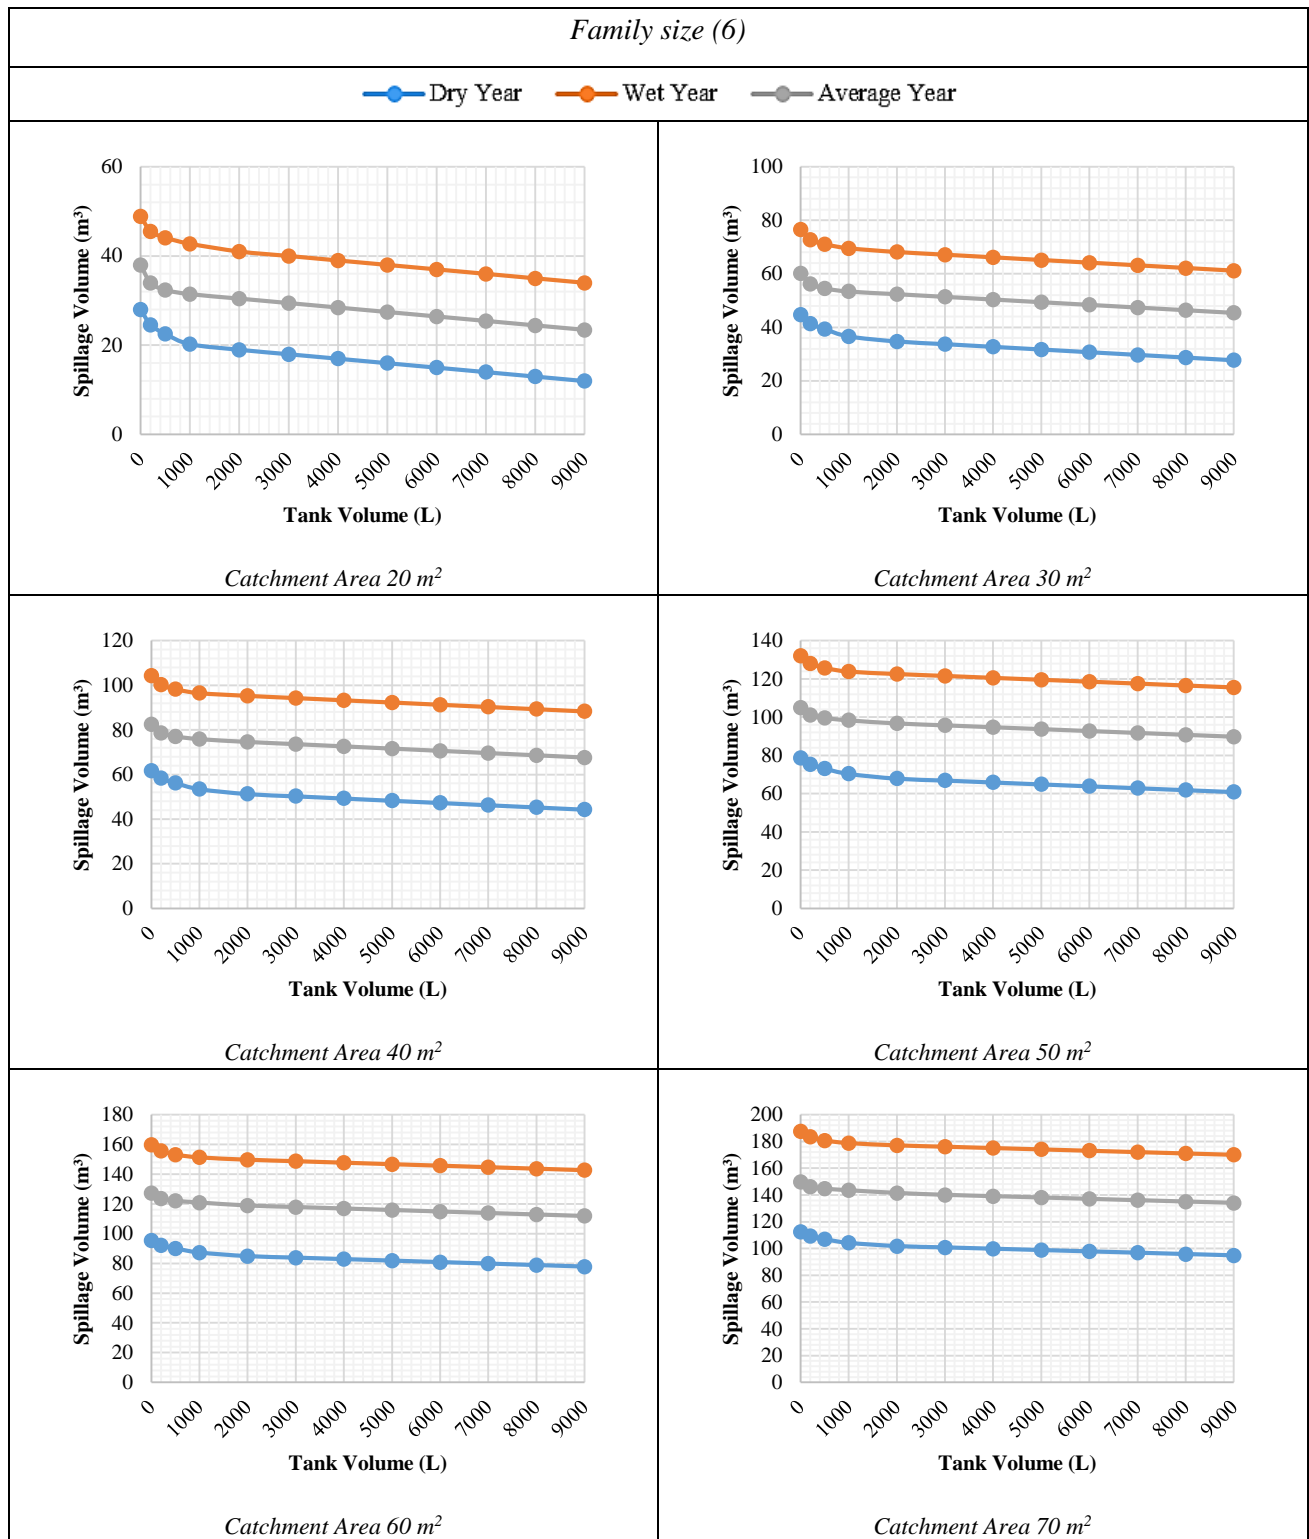 Family size (6)
Dry Year Wet Year Average Year
60
40
20
0
Spillage Volume (m³)
0 1000 2000 3000 4000 5000 6000 7000 8000 9000
Tank Volume (L)
Catchment Area 20 m²
100
80
60
40
20
0
Spillage Volume (m³)
0 1000 2000 3000 4000 5000 6000 7000 8000 9000
Tank Volume (L)
Catchment Area 30 m²
120
100
80
60
40
20
0
Spillage Volume (m³)
0 1000 2000 3000 4000 5000 6000 7000 8000 9000
Tank Volume (L)
Catchment Area 40 m²
140
120
100
80
60
40
20
0
Spillage Volume (m³)
0 1000 2000 3000 4000 5000 6000 7000 8000 9000
Tank Volume (L)
Catchment Area 50 m²
180
160
140
120
100
80
60
40
20
0
Spillage Volume (m³)
0 1000 2000 3000 4000 5000 6000 7000 8000 9000
Tank Volume (L)
Catchment Area 60 m²
200
180
160
140
120
100
80
60
40
20
0
Spillage Volume (m³)
0 1000 2000 3000 4000 5000 6000 7000 8000 9000
Tank Volume (L)
Catchment Area 70 m²